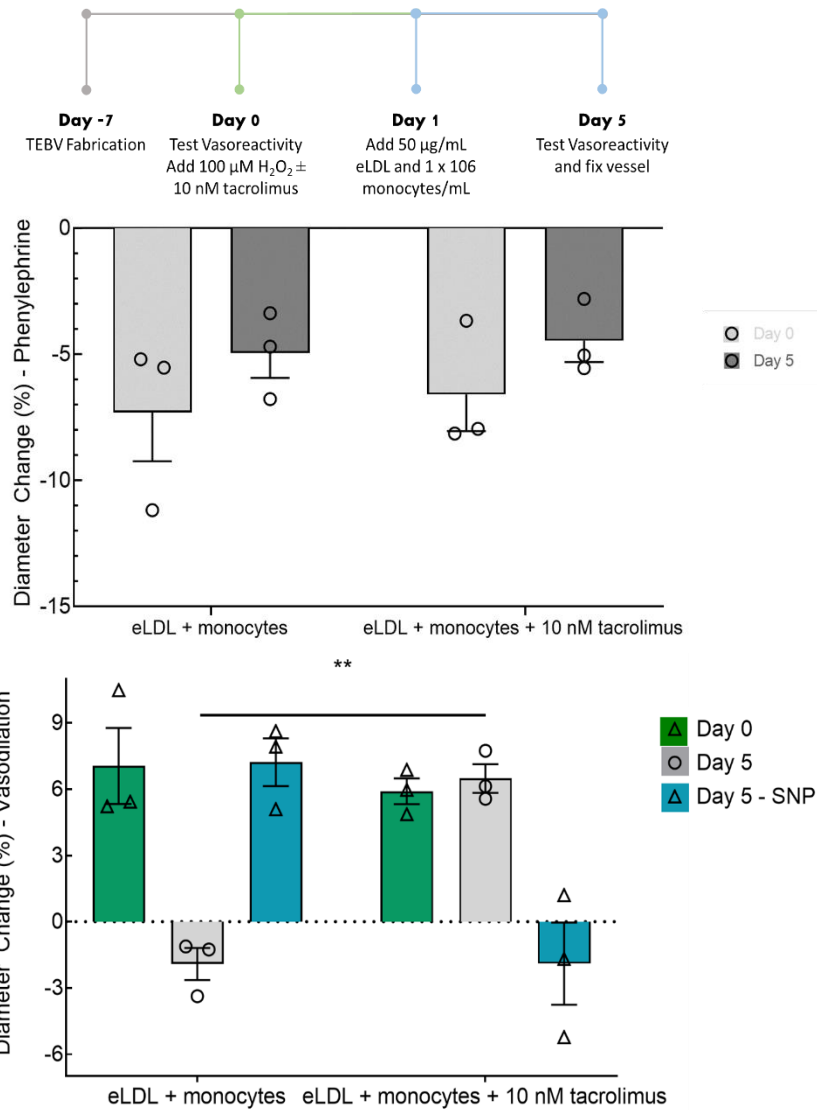 Day -7
TEBV Fabrication
Day 0
Test Vasoreactivity
Add 100 µM H₂O₂ ±
10 nM tacrolimus
Day 1
Add 50 µg/mL
eLDL and 1 x 106
monocytes/mL
Day 5
Test Vasoreactivity
and fix vessel
Diameter Change (%) - Phenylephrine
0
-5
-10
-15
eLDL + monocytes
eLDL + monocytes + 10 nM tacrolimus
Day 0
Day 5
Diameter Change (%) - Vasodilation
**
9
6
3
0
-3
-6
eLDL + monocytes
eLDL + monocytes + 10 nM tacrolimus
Day 0
Day 5
Day 5 - SNP